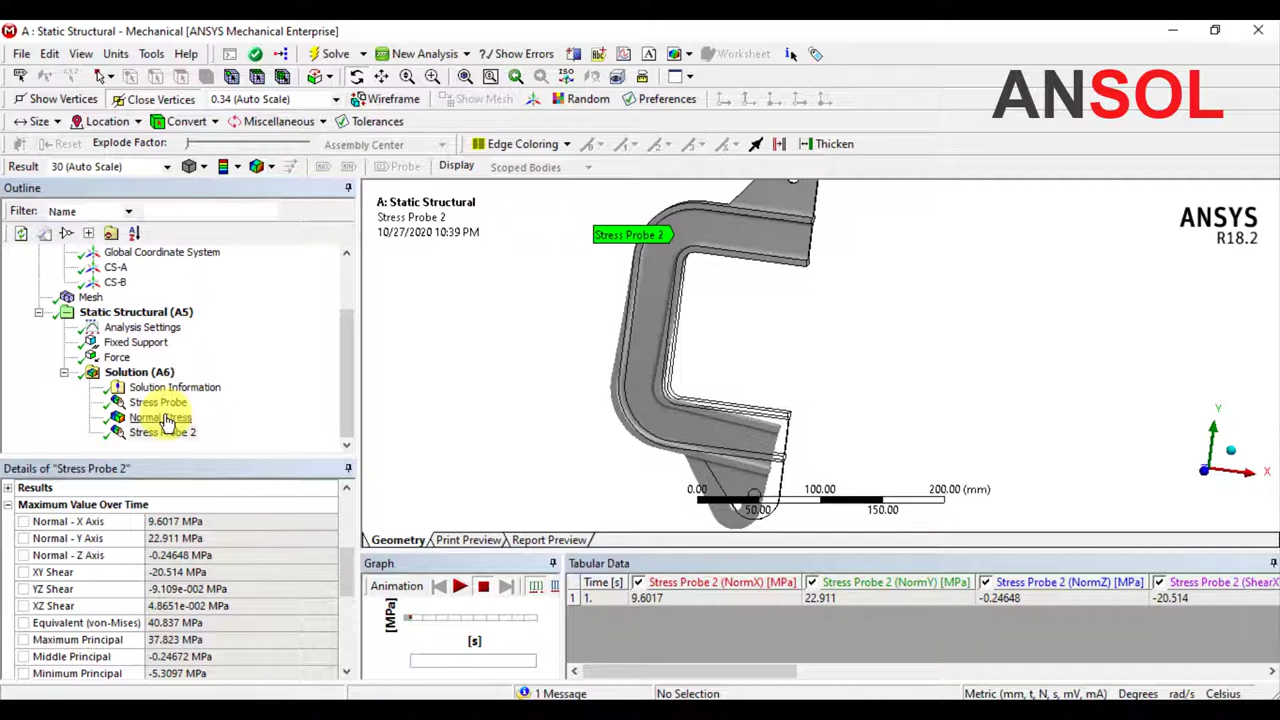 A : Static Structural - Mechanical [ANSYS Mechanical Enterprise]
File Edit View Units Tools Help Solve New Analysis ?/ Show Errors Worksheet
Show Vertices Close Vertices 0.34 (Auto Scale) Wireframe Show Mesh Random Preferences
ANSOL
Size Location Convert Miscellaneous Tolerances
Explode Factor: Assembly Center Edge Coloring Thicken
Result 30 (Auto Scale) Probe Display Scoped Bodies
Outline
Filter: Name
Global Coordinate System
CS-A
CS-B
Mesh
Static Structural (A5)
Analysis Settings
Fixed Support
Force
Solution (A6)
Solution Information
Stress Probe
Normal Stress
Stress Probe 2
A: Static Structural
Stress Probe 2
10/27/2020 10:39 PM
Stress Probe 2
ANSYS
R18.2
Y
X
0.00 100.00 200.00 (mm)
50.00 150.00
Details of "Stress Probe 2"
Results
Maximum Value Over Time
Normal - X Axis 9.6017 MPa
Normal - Y Axis 22.911 MPa
Normal - Z Axis -0.24648 MPa
XY Shear -20.514 MPa
YZ Shear -9.109e-002 MPa
XZ Shear 4.8651e-002 MPa
Equivalent (von-Mises) 40.837 MPa
Maximum Principal 37.823 MPa
Middle Principal -0.24672 MPa
Minimum Principal -5.3097 MPa
Geometry Print Preview Report Preview
Graph
Animation
[MPa]
[s]
Tabular Data
Time [s] Stress Probe 2 (NormX) [MPa] Stress Probe 2 (NormY) [MPa] Stress Probe 2 (NormZ) [MPa] Stress Probe 2 (ShearX
1 1. 9.6017 22.911 -0.24648 -20.514
1 Message No Selection Metric (mm, t, N, s, mV, mA) Degrees rad/s Celsius